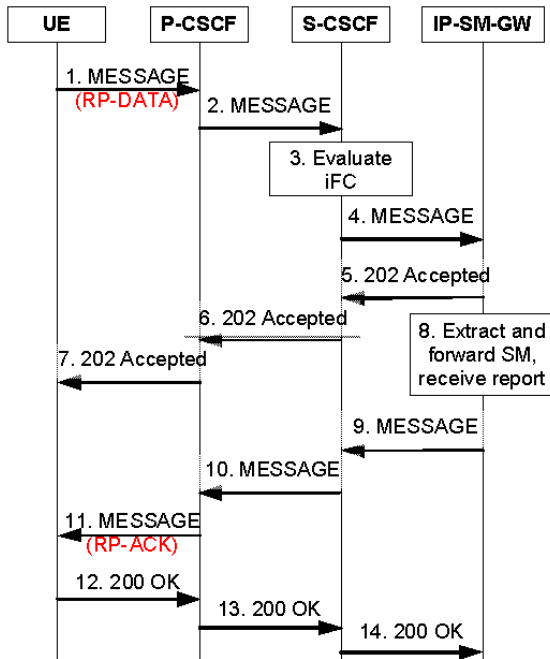 UE
P-CSCF
S-CSCF
IP-SM-GW
1. MESSAGE
(RP-DATA)
2. MESSAGE
3. Evaluate
iFC
4. MESSAGE
5. 202 Accepted
6. 202 Accepted
7. 202 Accepted
8. Extract and
forward SM,
receive report
9. MESSAGE
10. MESSAGE
11. MESSAGE
(RP-ACK)
12. 200 OK
13. 200 OK
14. 200 OK